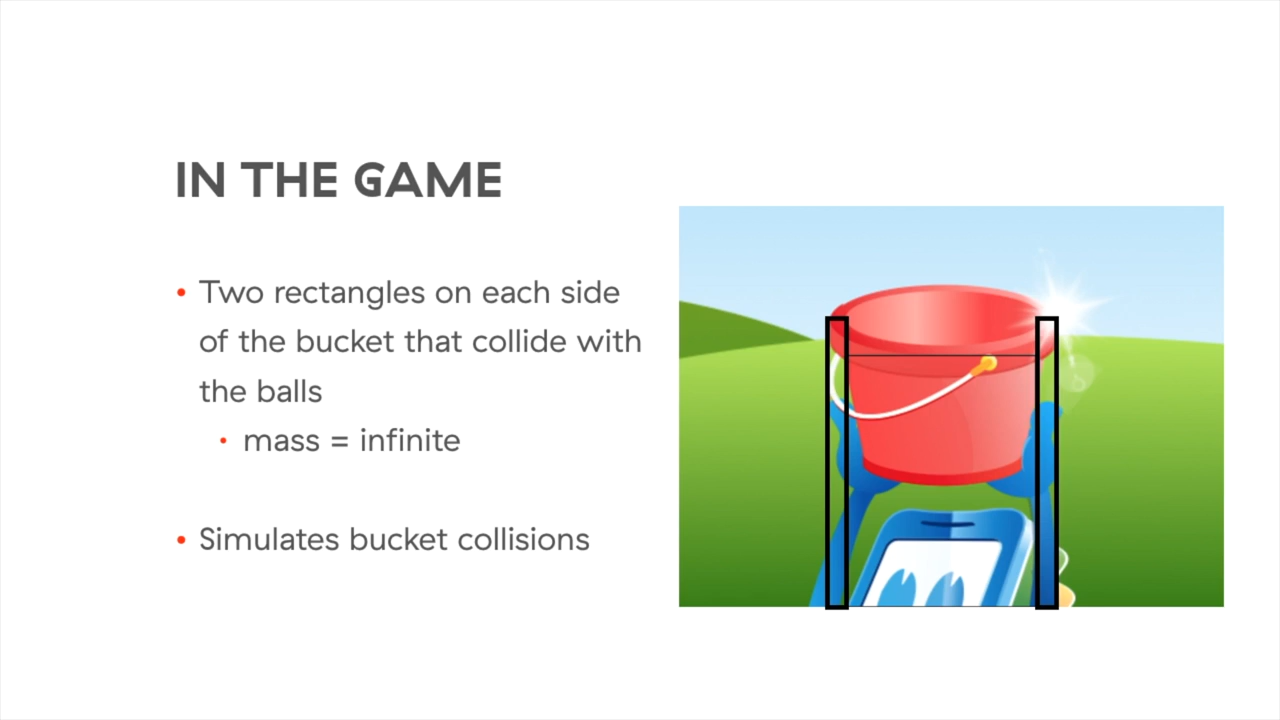 IN THE GAME
• Two rectangles on each side
of the bucket that collide with
the balls
• mass = infinite
• Simulates bucket collisions